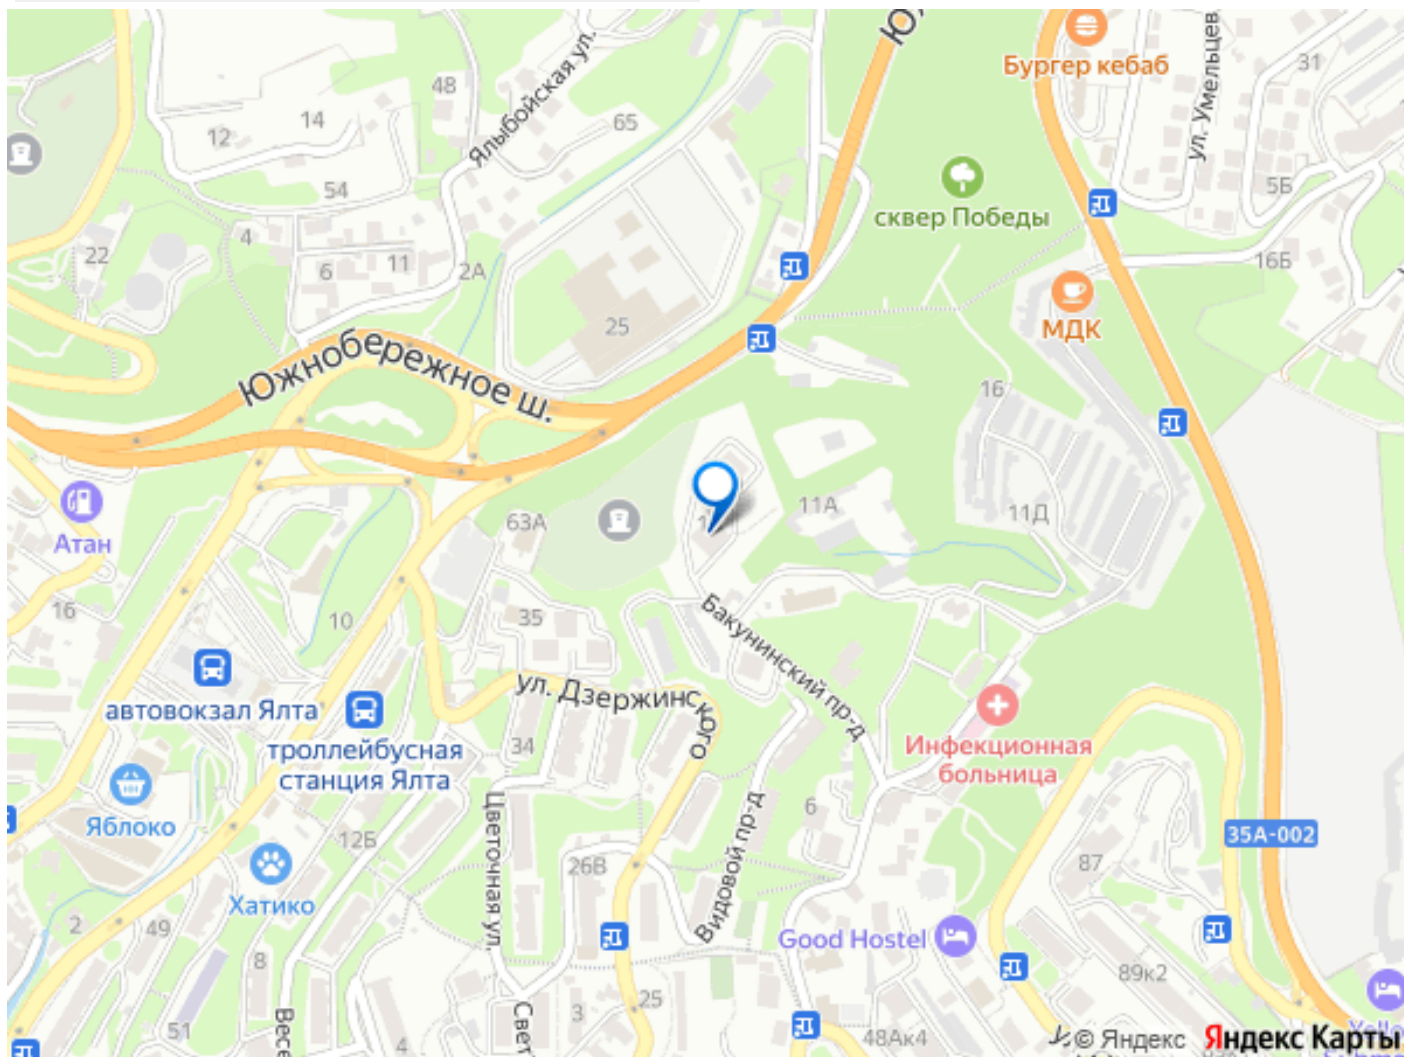 Бургер кебаб
31
ул. Умельцев
48
Ялыбойская ул.
14
12
65
54
5Б
сквер Победы
4
22
11
6
2А
16Б
25
МДК
Южнобережное ш.
16
11А
11Д
63А
Атан
16
10
35
Бакунинский пр-д
автовокзал Ялта
ул. Дзержинского
троллейбусная
станция Ялта
34
Инфекционная
больница
Яблоко
12Б
Цветочная ул.
Видовой пр-д
6
35А-002
87
26В
Хатико
2
49
8
Good Hostel
89к2
25
3
51
4
48Ак4
© Яндекс
Яндекс Карты